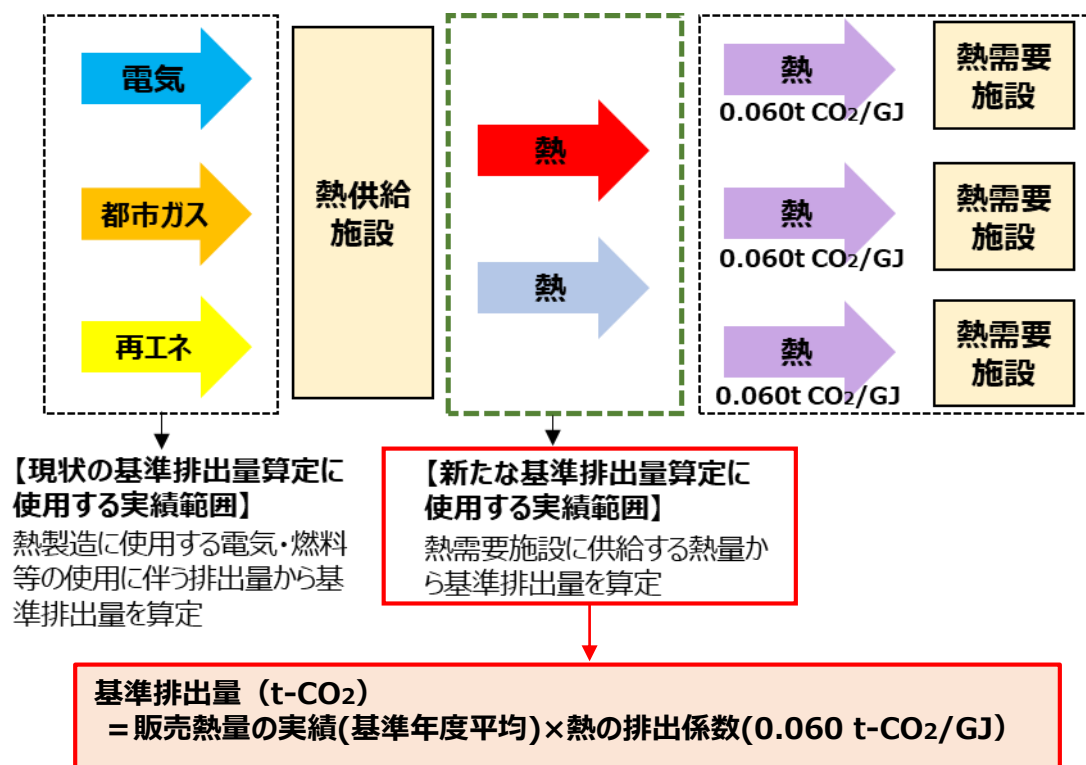 電気
都市ガス
再エネ
熱供給
施設
熱
熱
熱
0.060t CO₂/GJ
熱需要
施設
熱
0.060t CO₂/GJ
熱需要
施設
熱
0.060t CO₂/GJ
熱需要
施設
【現状の基準排出量算定に
使用する実績範囲】
熱製造に使用する電気・燃料
等の使用に伴う排出量から基
準排出量を算定
【新たな基準排出量算定に
使用する実績範囲】
熱需要施設に供給する熱量か
ら基準排出量を算定
基準排出量（t-CO₂）
＝販売熱量の実績(基準年度平均)×熱の排出係数(0.060 t-CO₂/GJ）